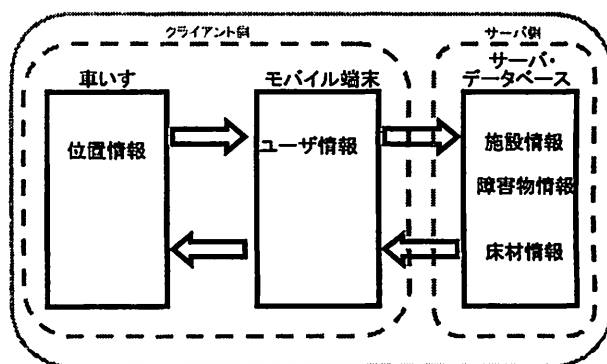 クライアント側
サーバ側
車いす
モバイル端末
サーバ・
データベース
位置情報
ユーザ情報
施設情報
障害物情報
床材情報